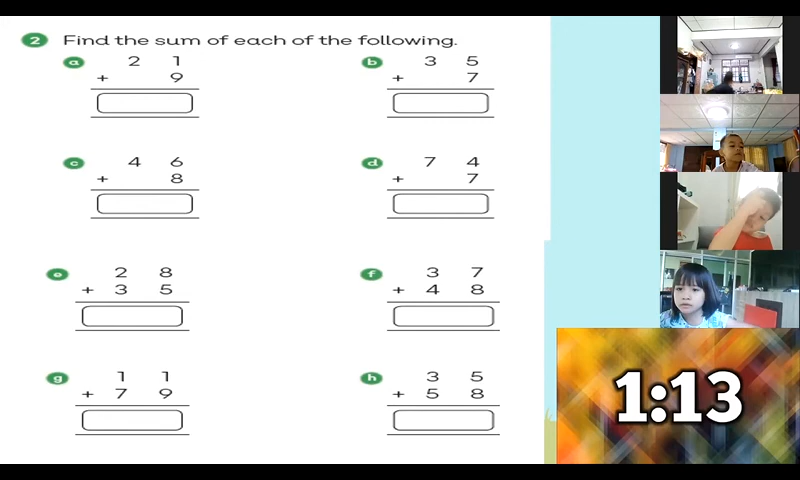 2 Find the sum of each of the following.
a 2 1 b 3 5
+ 9 + 7
c 4 6 d 7 4
+ 8 + 7
e 2 8 f 3 7
+ 3 5 + 4 8
g 1 1 h 3 5
+ 7 9 + 5 8
1:13